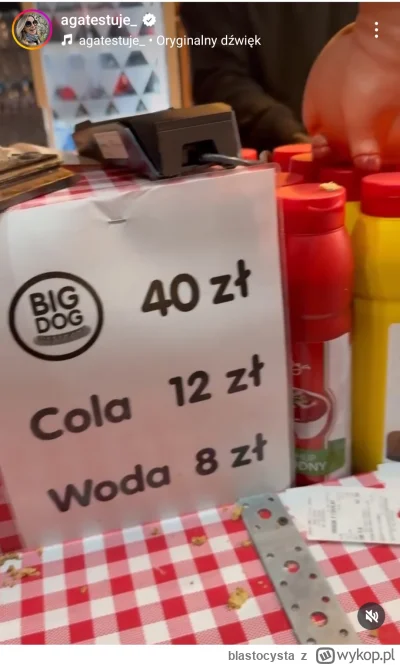 agatestuje_
agatestuje_ • Oryginalny dźwięk
BIG
DOG
40 zł
Cola 12 zł
Woda 8 zł
blastocysta z wykop.pl